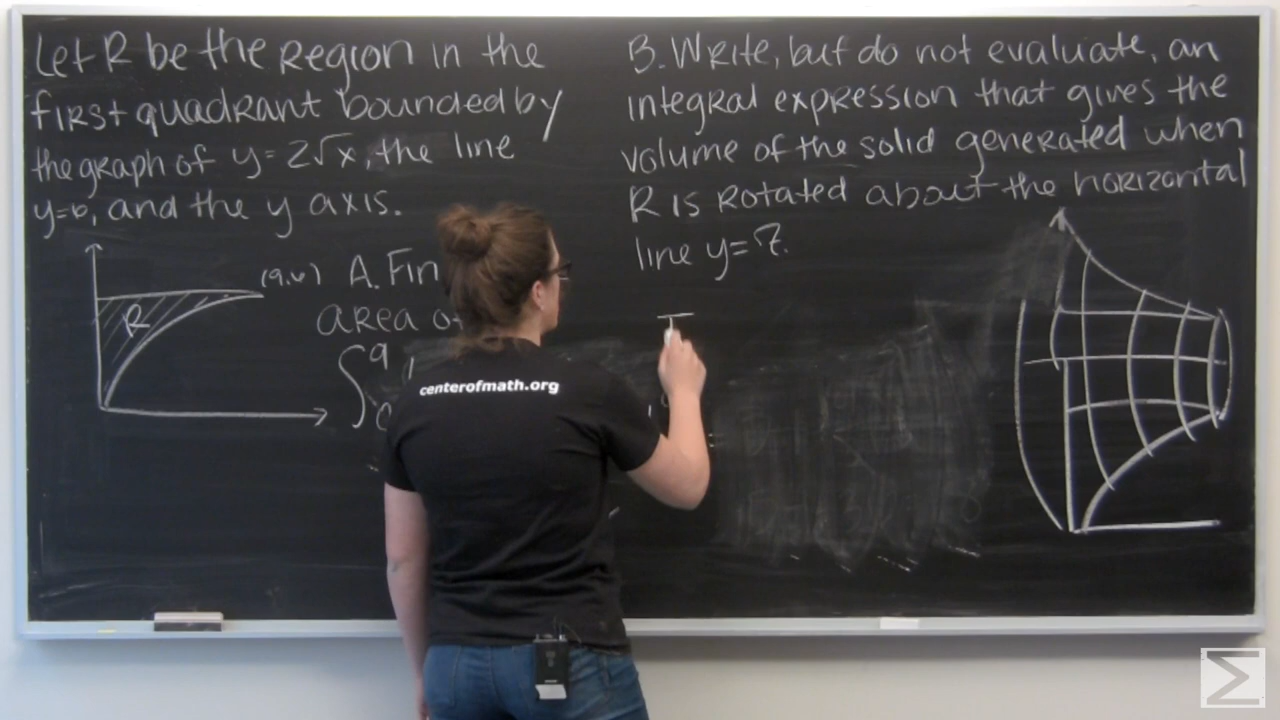 Let R be the Region in the
first quadrant bounded by
the graph of y=2√x, the line
y=6, and the y axis.
(9,6) A. Fin
area o
R
∫ 9
0
B. Write, but do not evaluate, an
integral expression that gives the
volume of the solid generated when
R is rotated about the horizontal
line y=7.
centerofmath.org
Σ